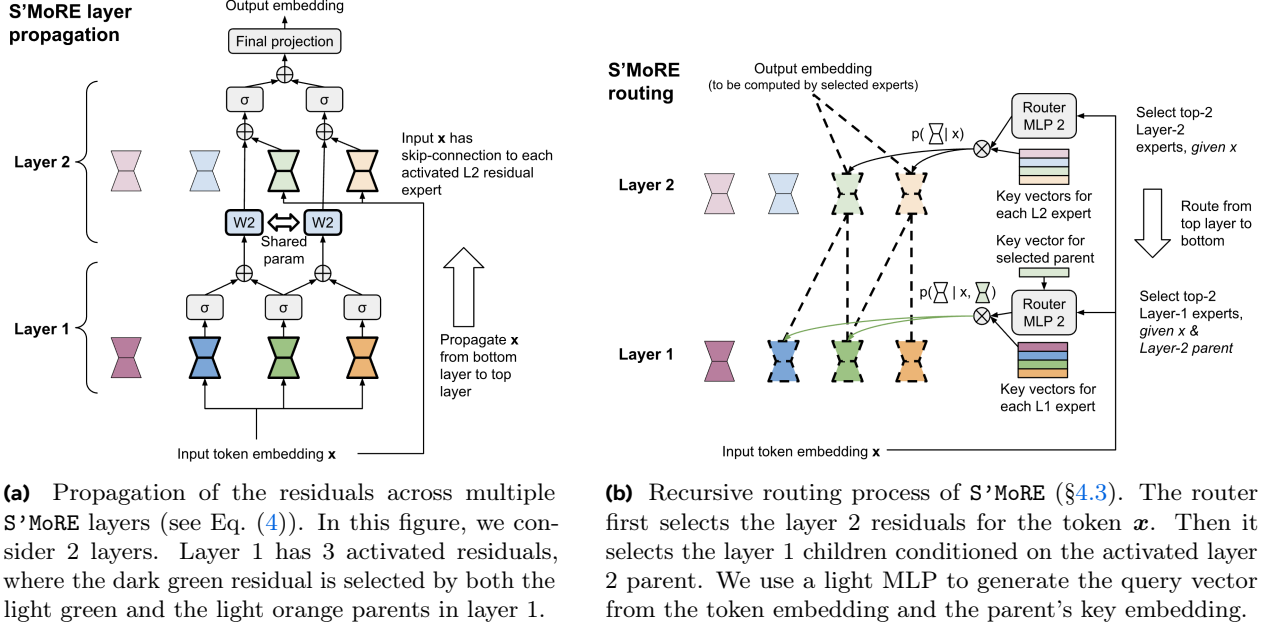 S'MoRE layer
propagation
Output embedding
Final projection
σ
σ
Layer 2
Input x has
skip-connection to each
activated L2 residual
expert
W2
W2
Shared
param
σ
σ
σ
Layer 1
Propagate x
from bottom
layer to top
layer
Input token embedding x
(a) Propagation of the residuals across multiple
S'MoRE layers (see Eq. (4)). In this figure, we con-
sider 2 layers. Layer 1 has 3 activated residuals,
where the dark green residual is selected by both the
light green and the light orange parents in layer 1.
S'MoRE
routing
Output embedding
(to be computed by selected experts)
p( | x)
Router
MLP 2
Select top-2
Layer-2
experts, given x
Layer 2
Key vectors for
each L2 expert
Route from
top layer to
bottom
Key vector for
selected parent
p( | x, )
Router
MLP 2
Select top-2
Layer-1 experts,
given x &
Layer-2 parent
Layer 1
Key vectors for
each L1 expert
Input token embedding x
(b) Recursive routing process of S'MoRE (§4.3). The router
first selects the layer 2 residuals for the token x. Then it
selects the layer 1 children conditioned on the activated layer
2 parent. We use a light MLP to generate the query vector
from the token embedding and the parent's key embedding.